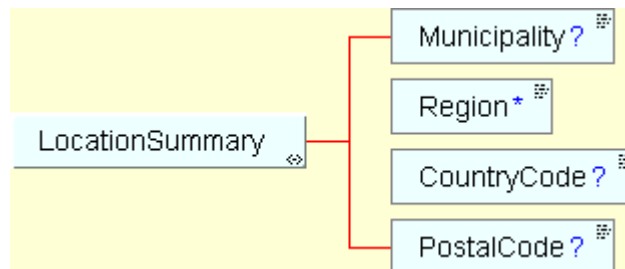 Municipality?
Region*
LocationSummary
CountryCode?
PostalCode?